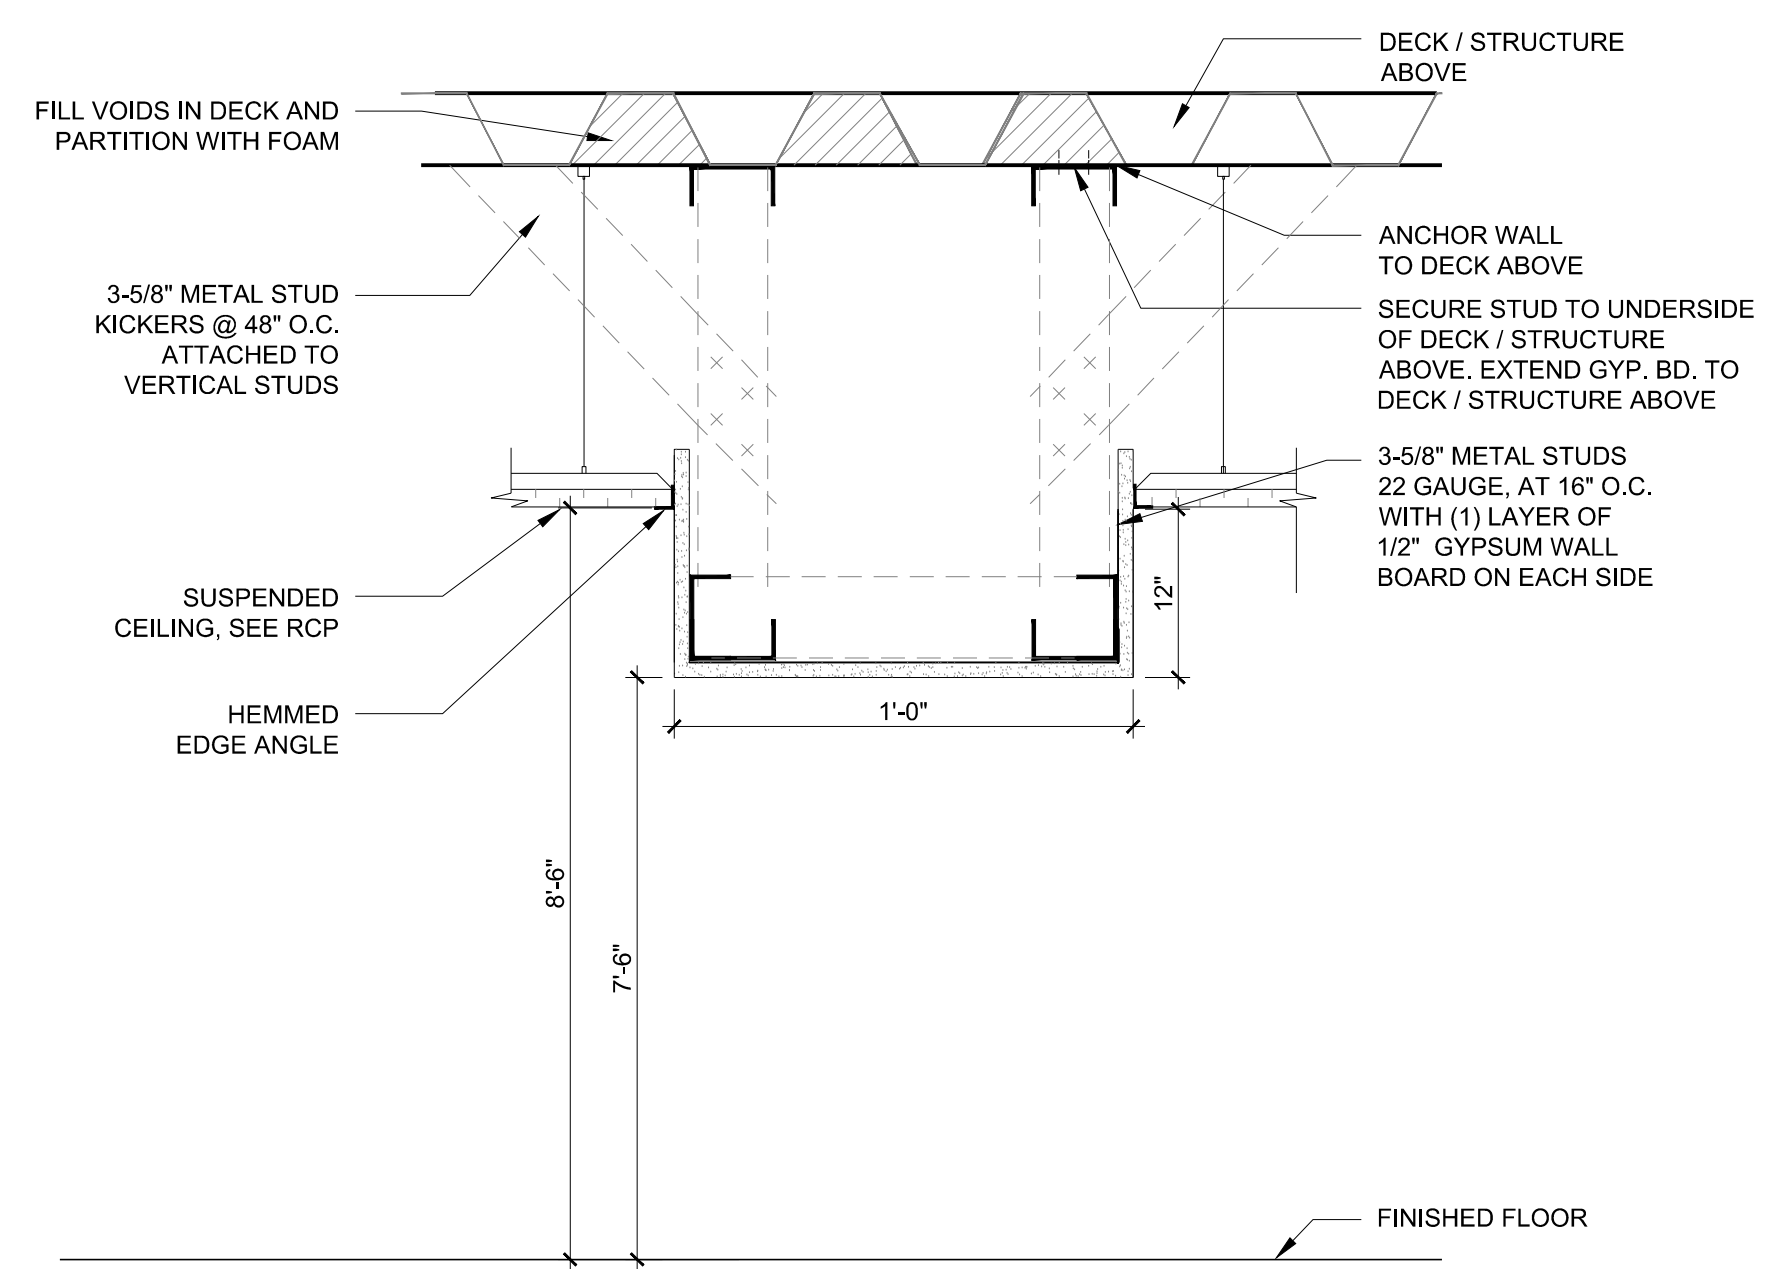 DECK / STRUCTURE
ABOVE
FILL VOIDS IN DECK AND
PARTITION WITH FOAM
ANCHOR WALL
TO DECK ABOVE
3-5/8" METAL STUD
KICKERS @ 48" O.C.
ATTACHED TO
VERTICAL STUDS
SECURE STUD TO UNDERSIDE
OF DECK / STRUCTURE
ABOVE. EXTEND GYP. BD. TO
DECK / STRUCTURE ABOVE
3-5/8" METAL STUDS
22 GAUGE, AT 16" O.C.
WITH (1) LAYER OF
1/2" GYPSUM WALL
BOARD ON EACH SIDE
SUSPENDED
CEILING, SEE RCP
12"
HEMMED
EDGE ANGLE
1'-0"
8'-6"
7'-6"
FINISHED FLOOR